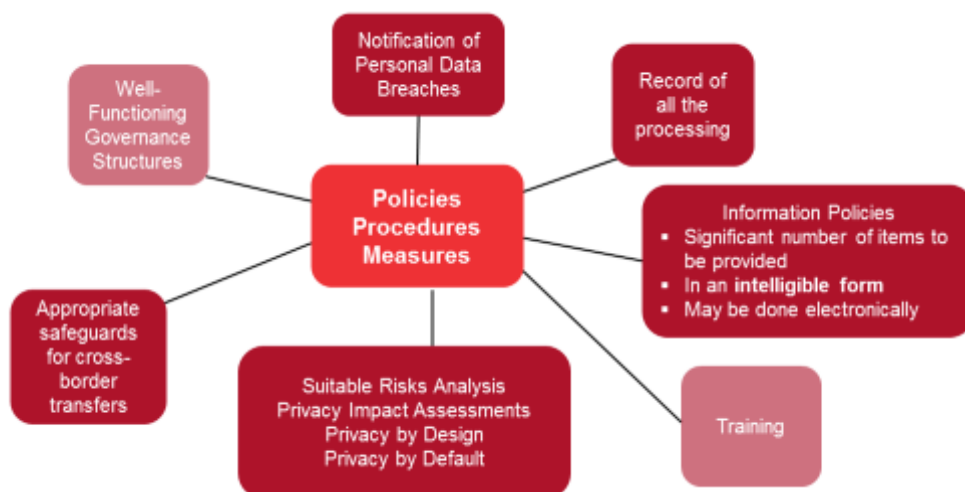 Notification of
Personal Data
Breaches
Well-
Functioning
Governance
Structures
Record of
all the
processing
Policies
Procedures
Measures
Information Policies
▪ Significant number of items to
be provided
▪ In an intelligible form
▪ May be done electronically
Appropriate
safeguards
for cross-
border
transfers
Suitable Risks Analysis
Privacy Impact Assessments
Privacy by Design
Privacy by Default
Training